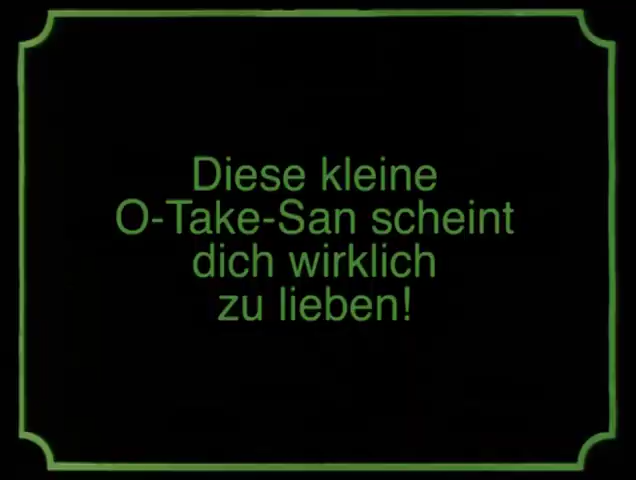 Diese kleine
O-Take-San scheint
dich wirklich
zu lieben!